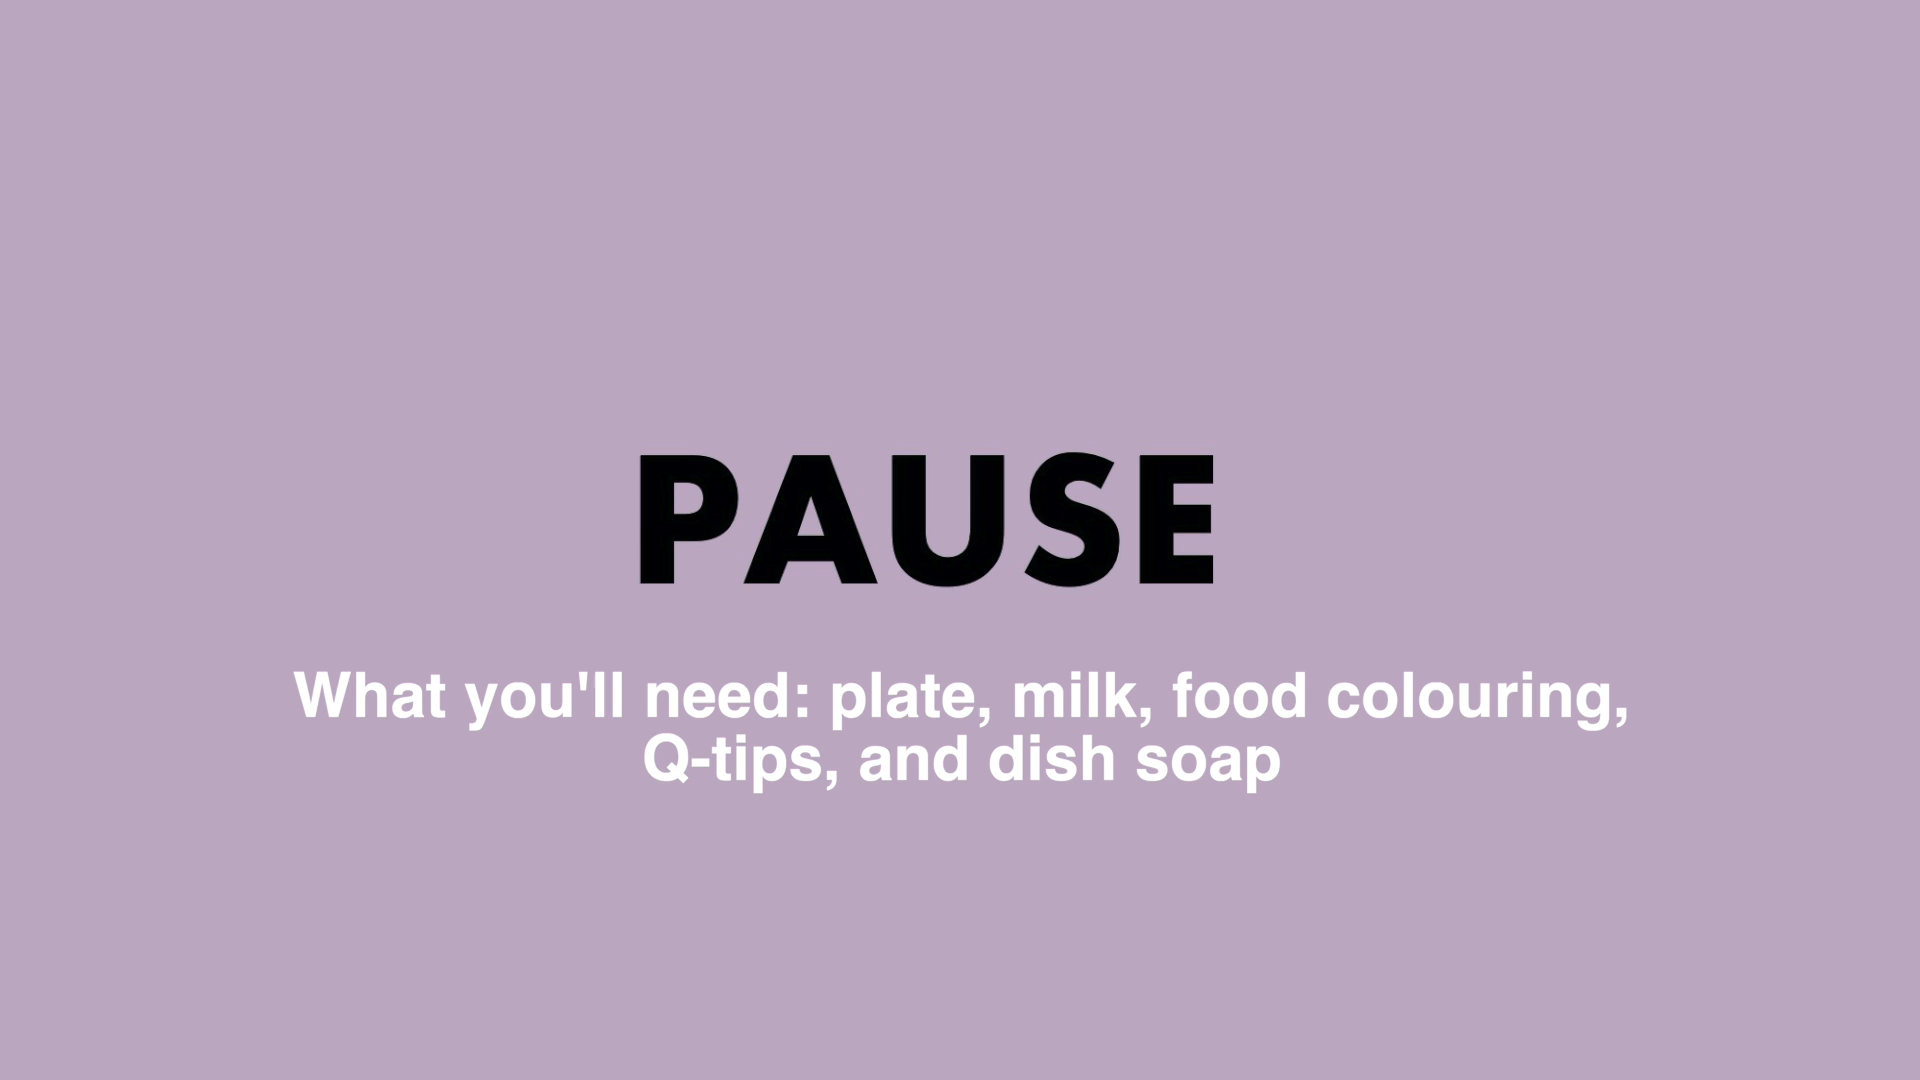 PAUSE
What you'll need: plate, milk, food colouring,
Q-tips, and dish soap